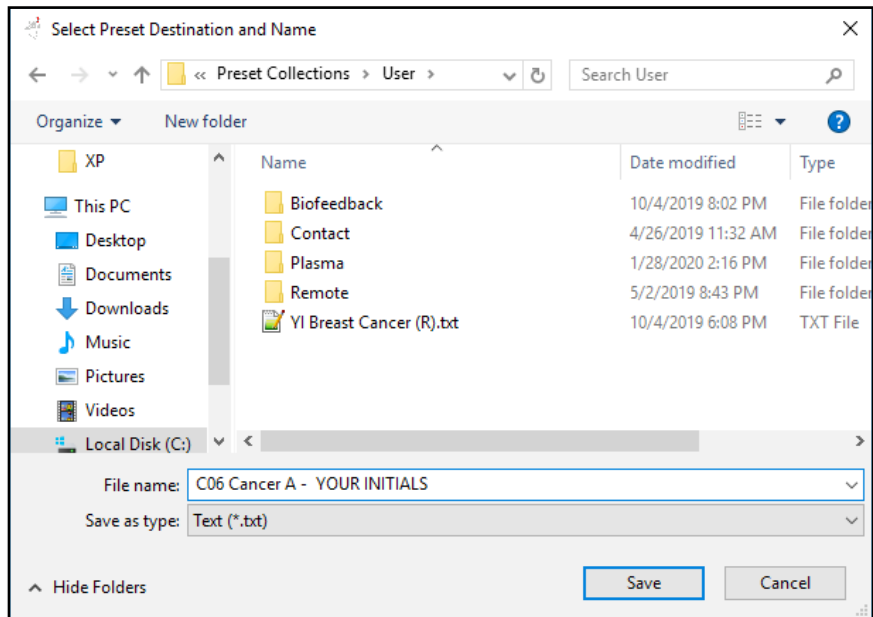 Select Preset Destination and Name
« Preset Collections > User >
Search User
Organize
New folder
?
XP
This PC
Desktop
Documents
Downloads
Music
Pictures
Videos
Local Disk (C:)
Name Date modified Type
Biofeedback 10/4/2019 8:02 PM File folder
Contact 4/26/2019 11:32 AM File folder
Plasma 1/28/2020 2:16 PM File folder
Remote 5/2/2019 8:43 PM File folder
YI Breast Cancer (R).txt 10/4/2019 6:08 PM TXT File
File name: C06 Cancer A -  YOUR INITIALS
Save as type: Text (*.txt)
Hide Folders
Save
Cancel